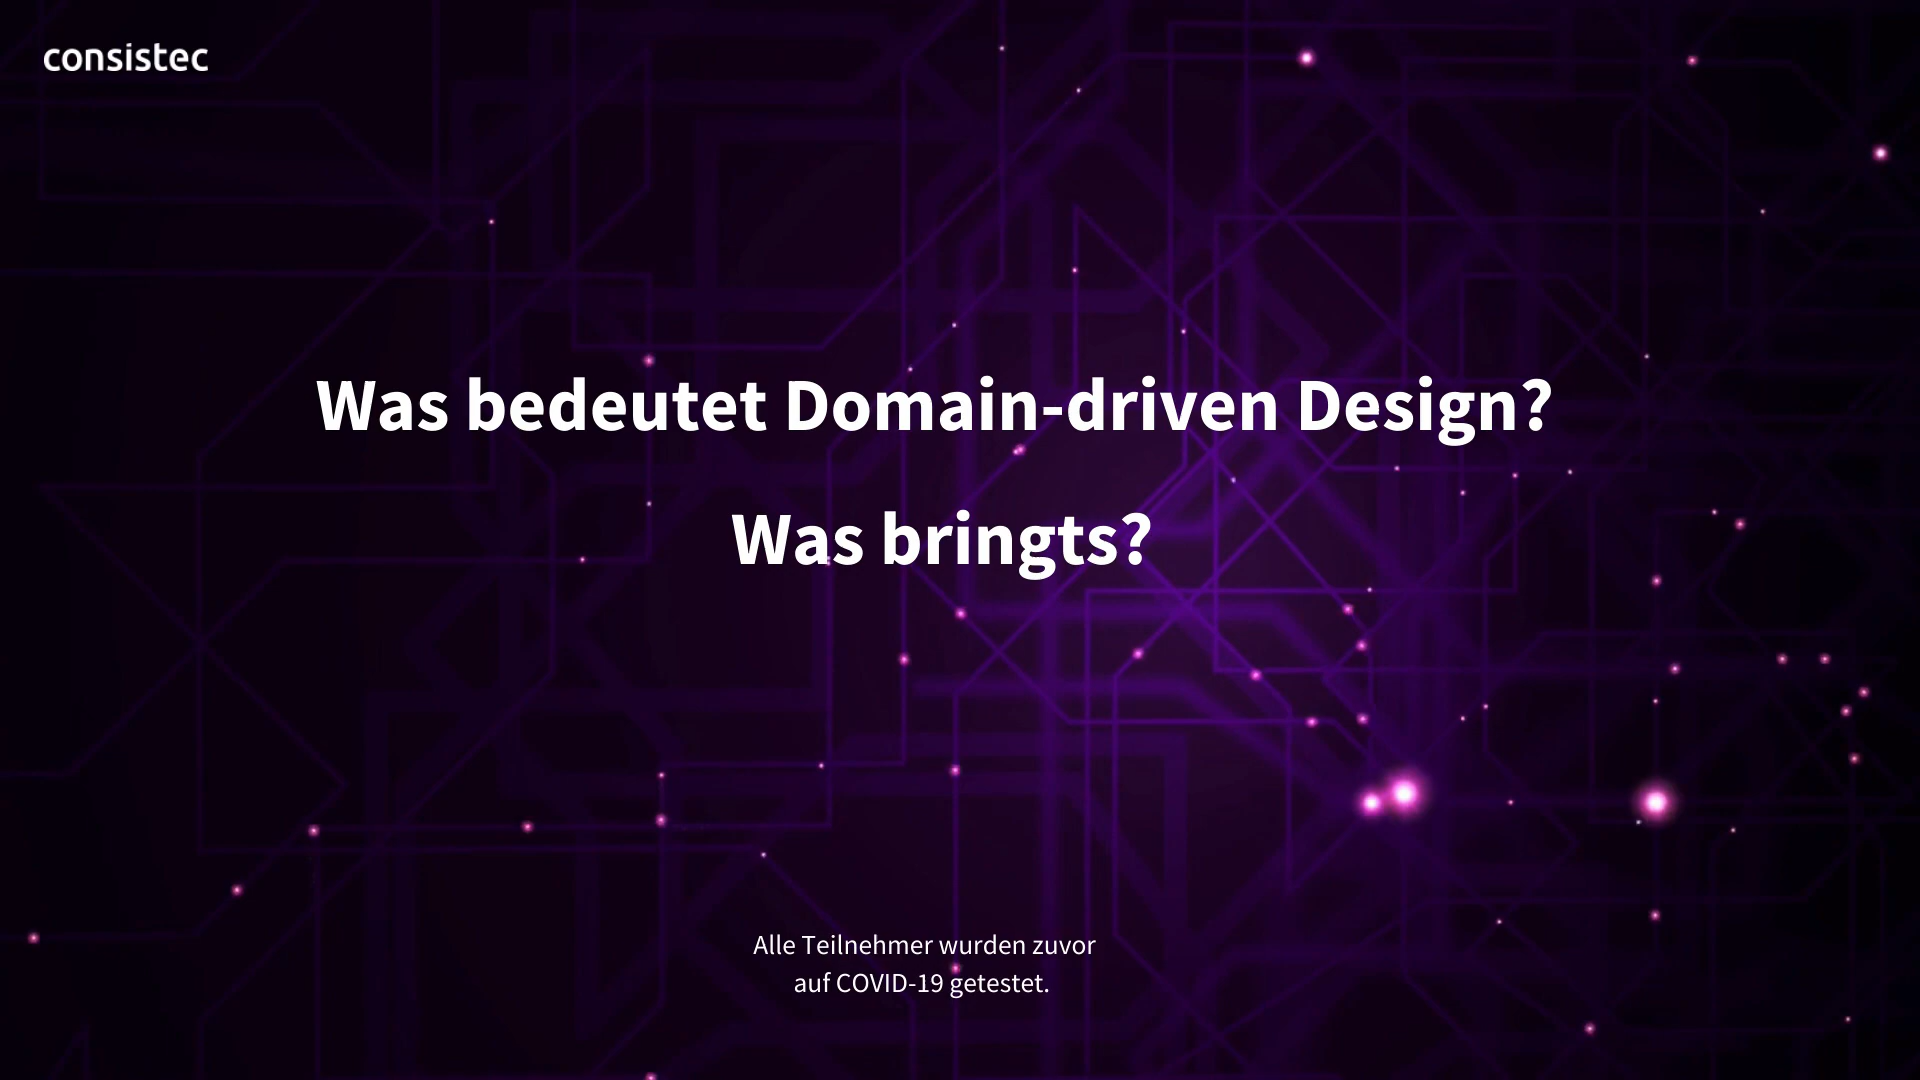 consistec
Was bedeutet Domain-driven Design?
Was bringts?
Alle Teilnehmer wurden zuvor
auf COVID-19 getestet.